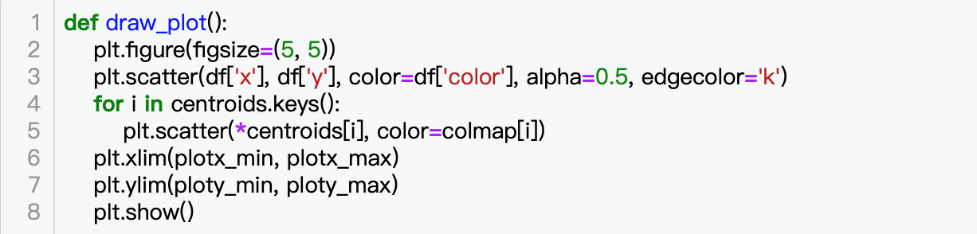 1 def draw_plot():
2     plt.figure(figsize=(5, 5))
3     plt.scatter(df['x'], df['y'], color=df['color'], alpha=0.5, edgecolor='k')
4     for i in centroids.keys():
5         plt.scatter(*centroids[i], color=colmap[i])
6     plt.xlim(plotx_min, plotx_max)
7     plt.ylim(ploty_min, ploty_max)
8     plt.show()